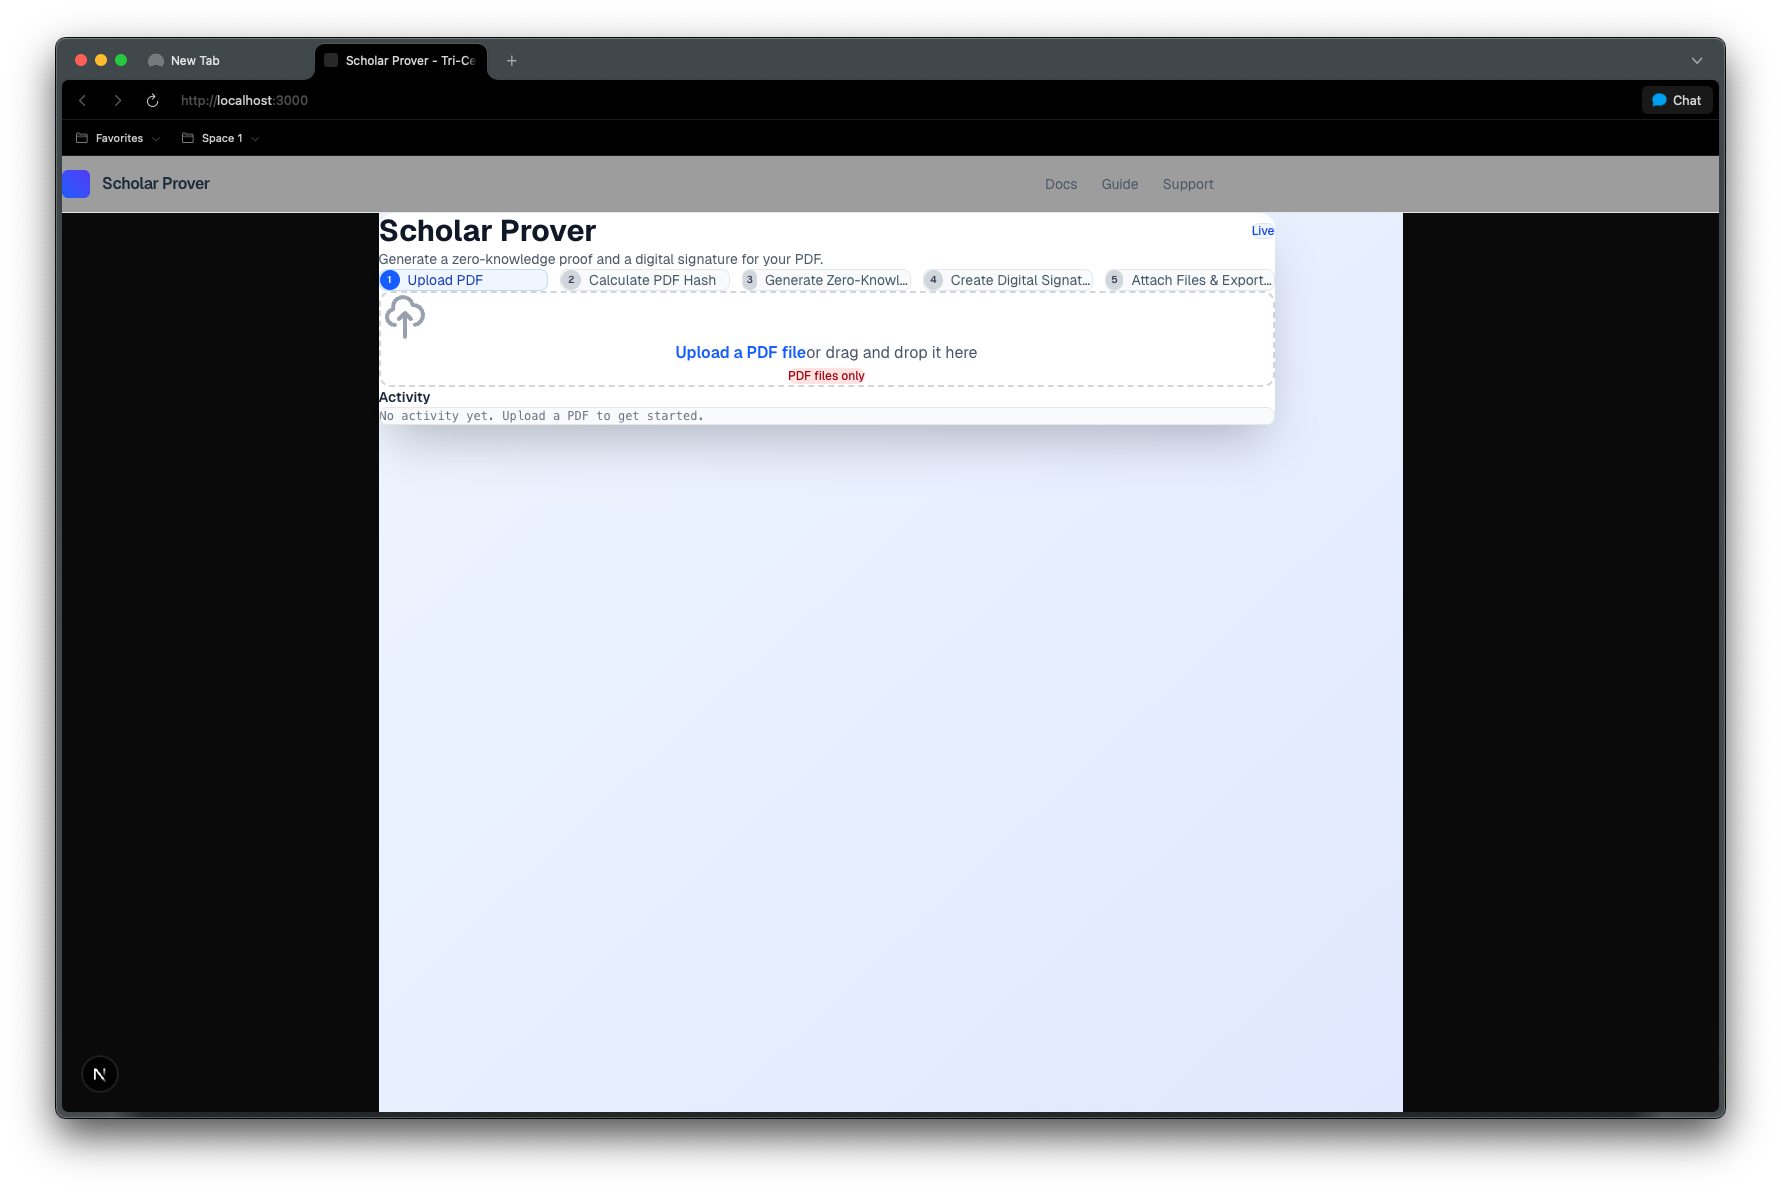 New Tab
Scholar Prover - Tri-Ce
http://localhost:3000
Chat
Favorites
Space 1
Scholar Prover
Docs
Guide
Support
Scholar Prover
Live
Generate a zero-knowledge proof and a digital signature for your PDF.
1 Upload PDF
2 Calculate PDF Hash
3 Generate Zero-Knowl...
4 Create Digital Signat...
5 Attach Files & Export...
Upload a PDF fileor drag and drop it here
PDF files only
Activity
No activity yet. Upload a PDF to get started.
N